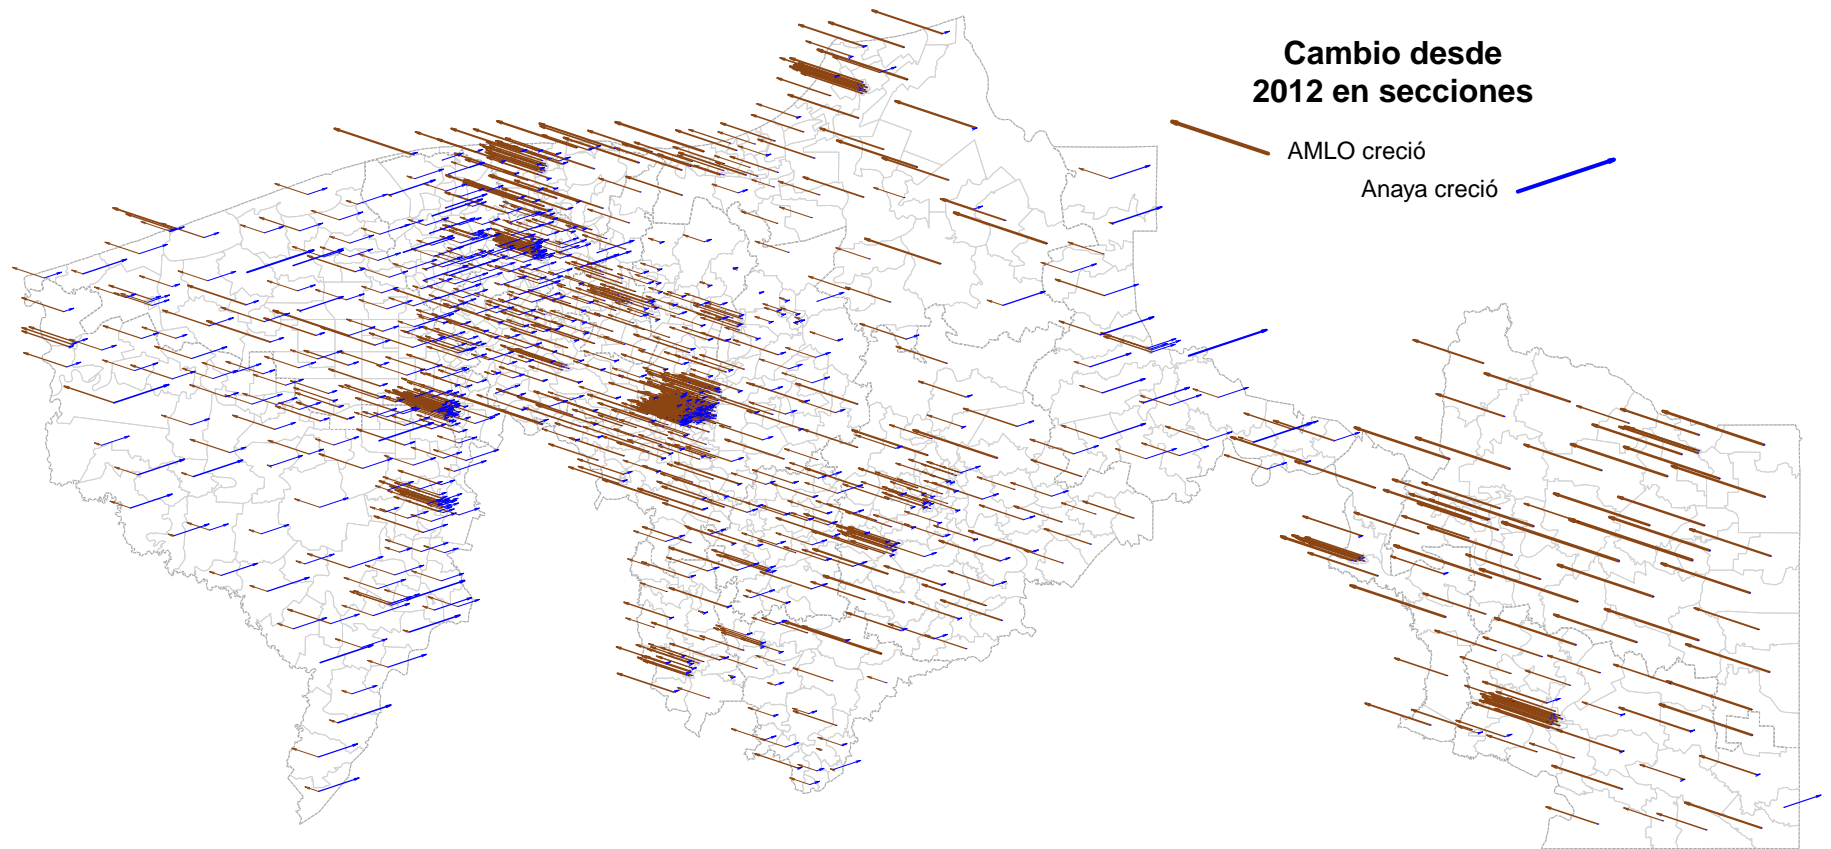 Cambio desde
2012 en secciones
AMLO creció
Anaya creció